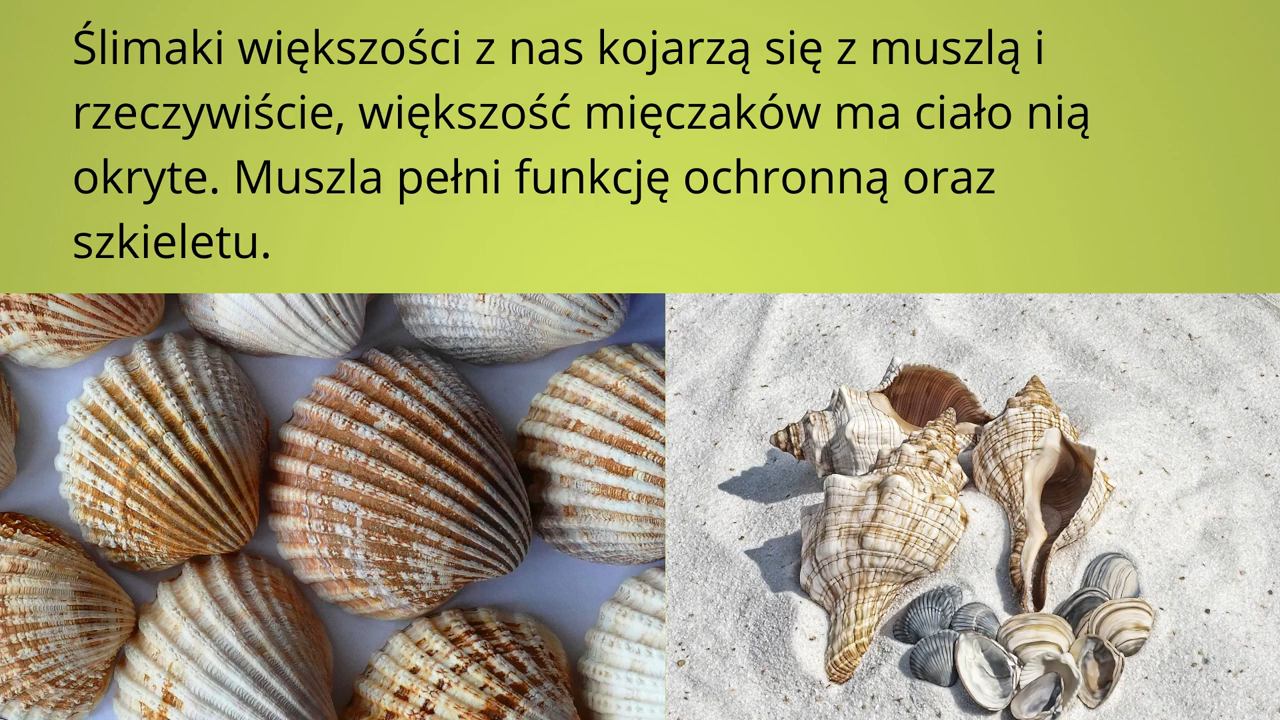 Ślimaki większości z nas kojarzą się z muszlą i
rzeczywiście, większość mięczaków ma ciało nią
okryte. Muszla pełni funkcję ochronną oraz
szkieletu.